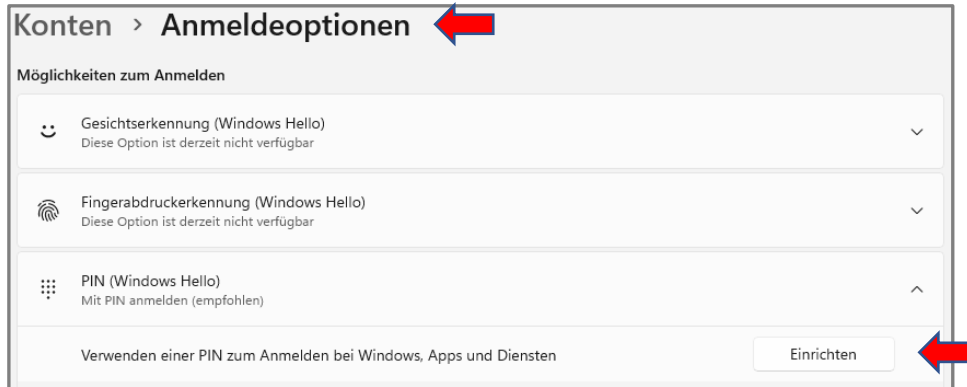 Konten > Anmeldeoptionen
Möglichkeiten zum Anmelden
Gesichtserkennung (Windows Hello)
Diese Option ist derzeit nicht verfügbar
Fingerabdruckerkennung (Windows Hello)
Diese Option ist derzeit nicht verfügbar
PIN (Windows Hello)
Mit PIN anmelden (empfohlen)
Verwenden einer PIN zum Anmelden bei Windows, Apps und Diensten Einrichten